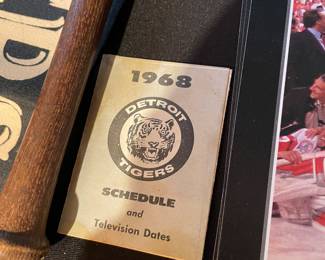 1968
DETROIT
TIGERS
SCHEDULE
and
Television Dates